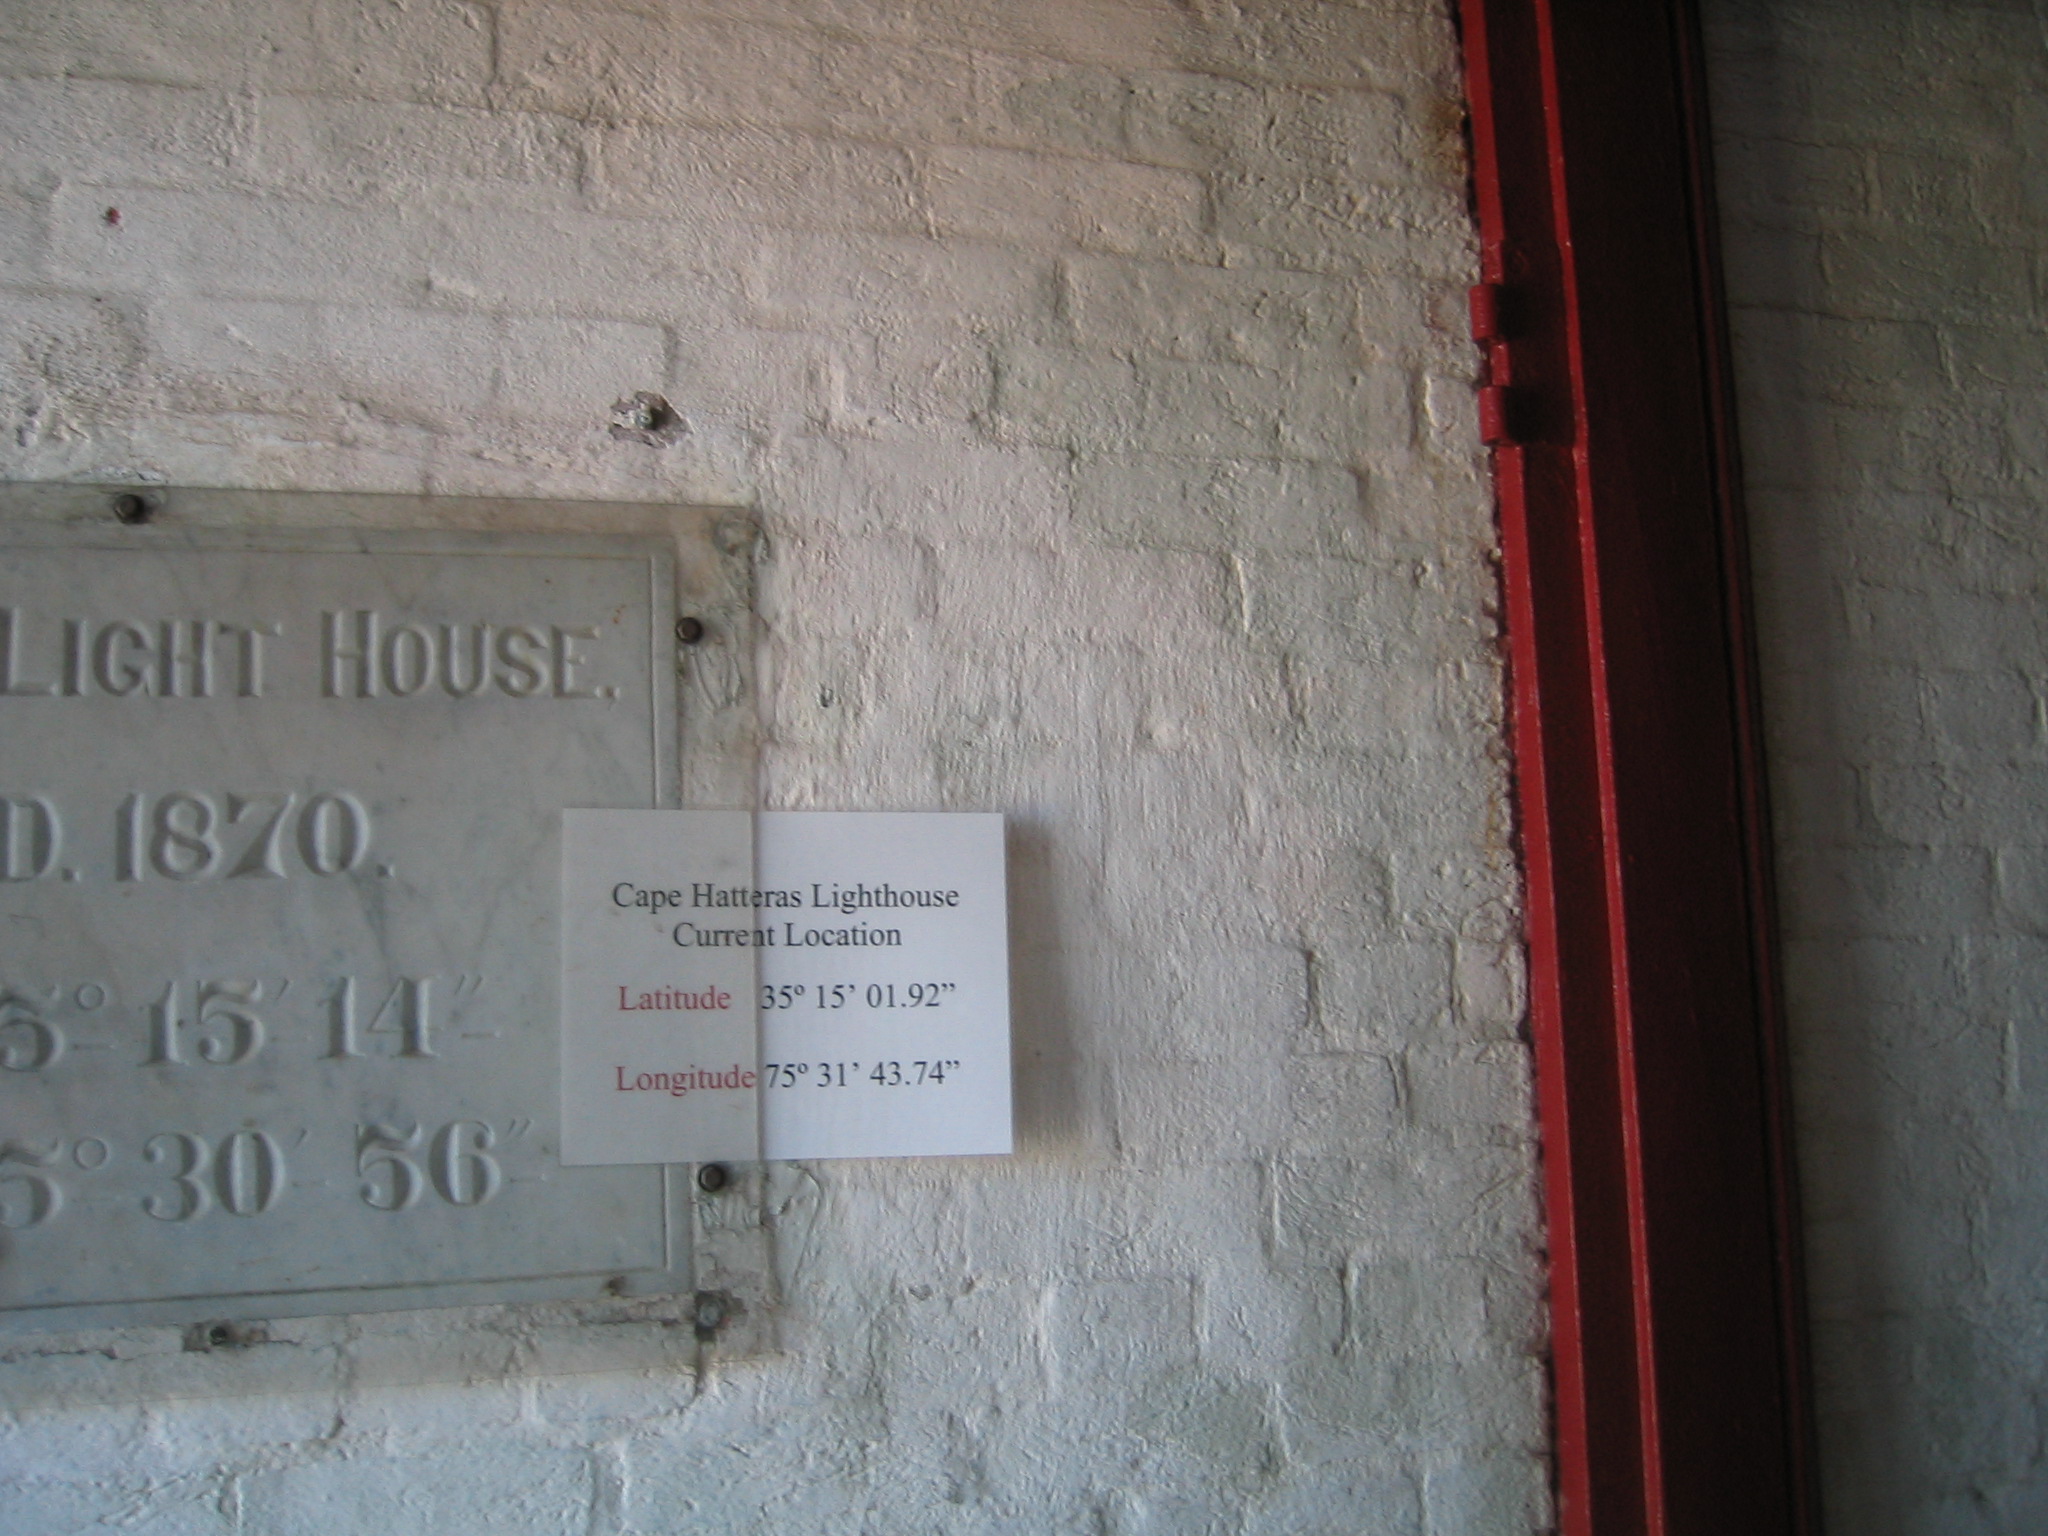 LIGHT HOUSE.
D. 1870.
5° 15' 14"
5° 30' 56"
Cape Hatteras Lighthouse
Current Location
Latitude 35º 15’ 01.92”
Longitude 75º 31’ 43.74”